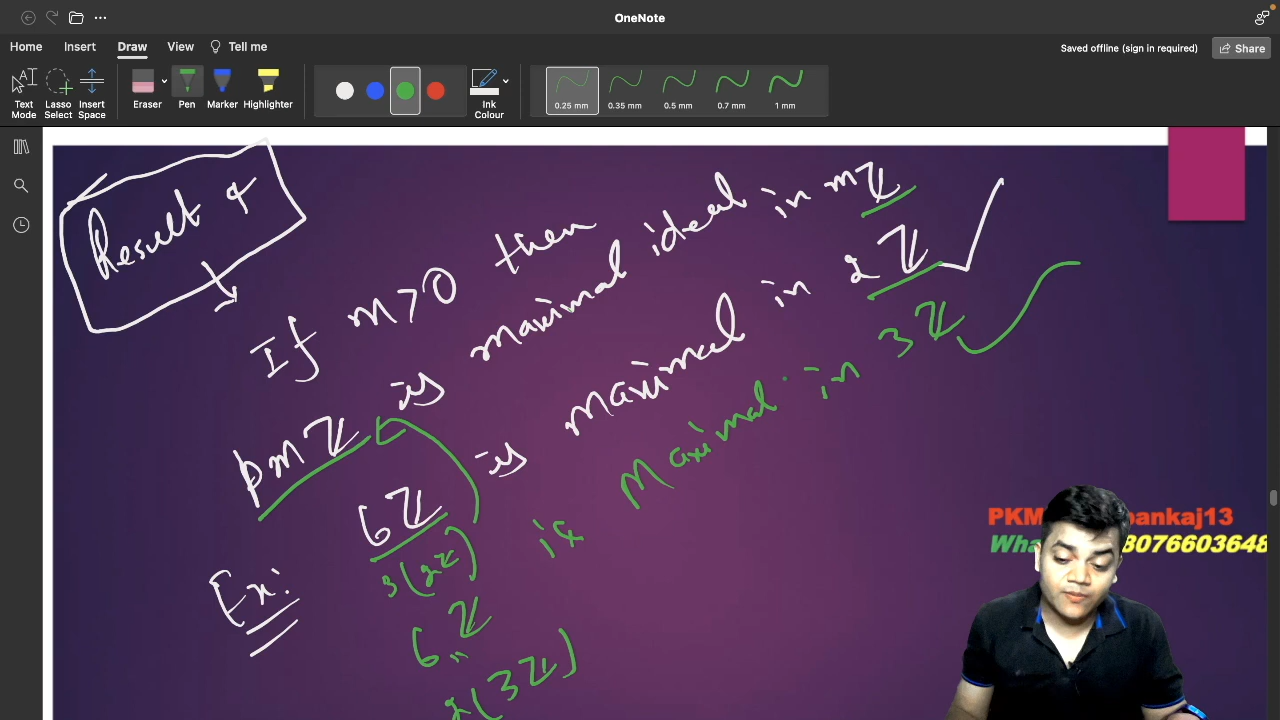 OneNote
Home Insert Draw View Tell me
Saved offline (sign in required) Share
Text Mode
Lasso Select
Insert Space
Eraser
Pen
Marker
Highlighter
Ink Colour
0.25 mm 0.35 mm 0.5 mm 0.7 mm 1 mm
Result 4
If m>0 then
pmℤ is maximal ideal in mℤ
Ex: 6ℤ is maximal in 2ℤ
3(2ℤ)
6ℤ is Maximal in 3ℤ
"
2(3ℤ)
PKM ankaj13
Wha 8076603648